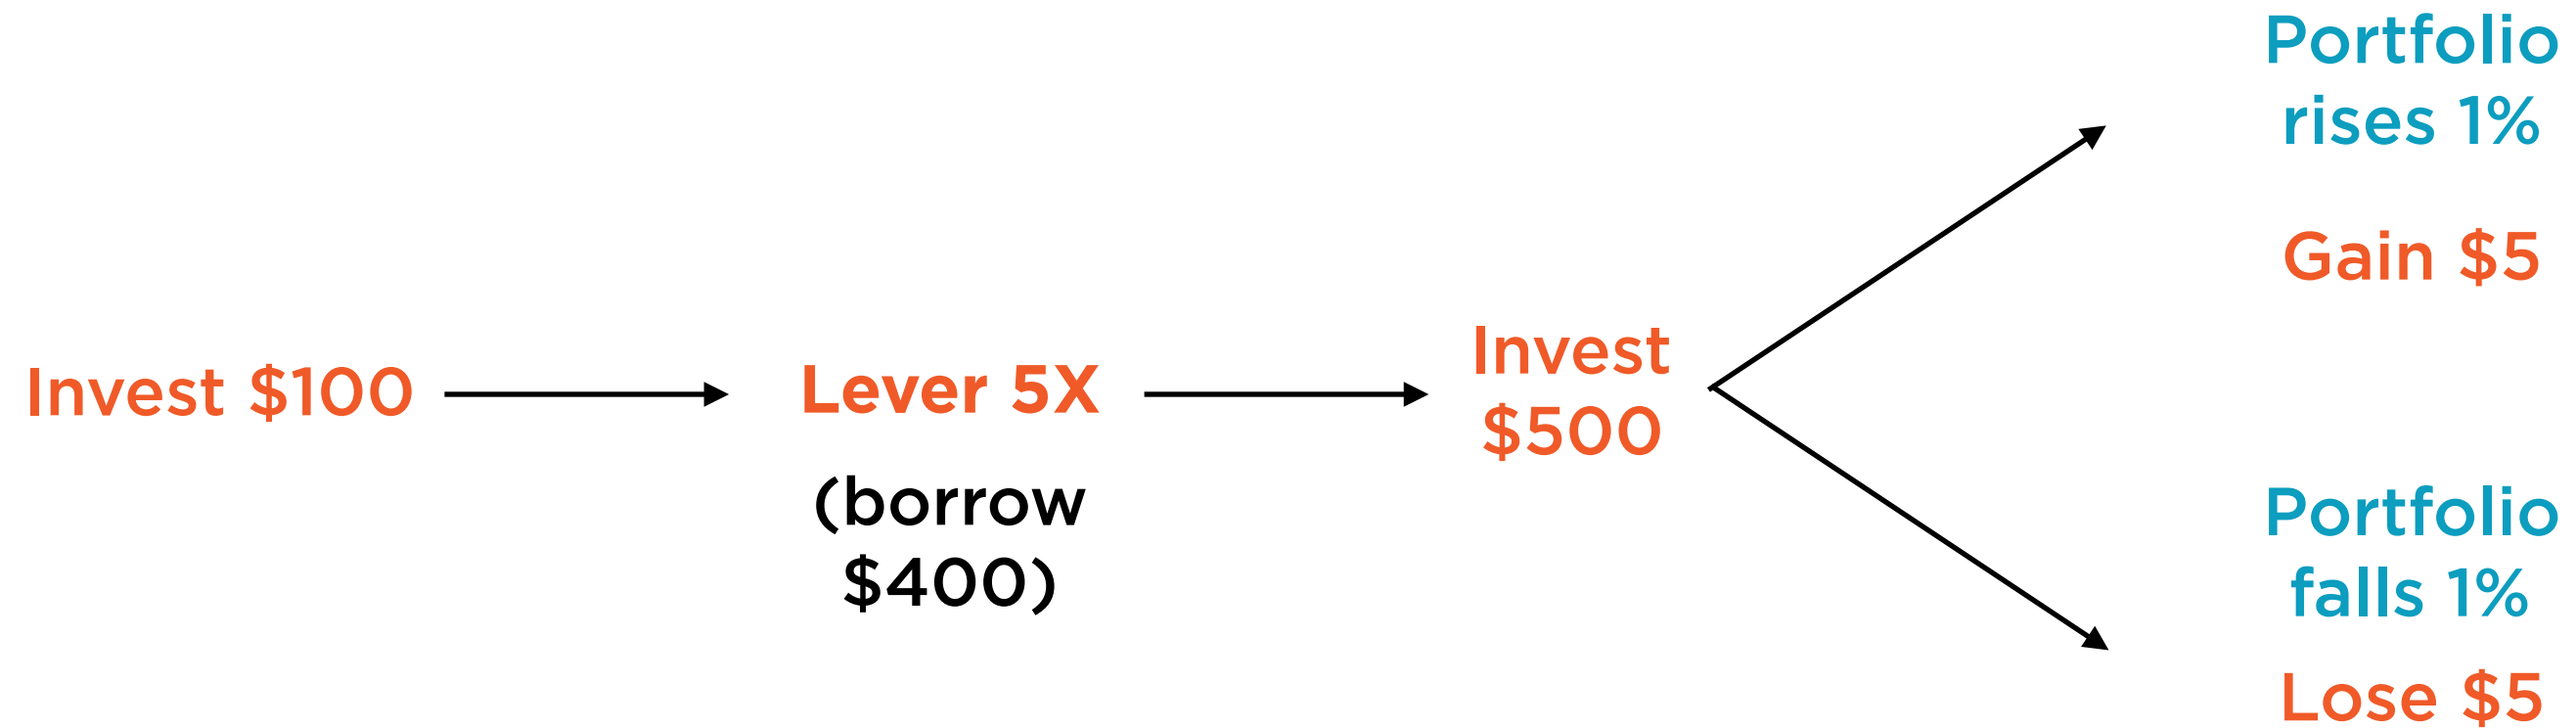 Invest $100
Lever 5X
(borrow
$400)
Invest
$500
Portfolio
rises 1%
Gain $5
Portfolio
falls 1%
Lose $5